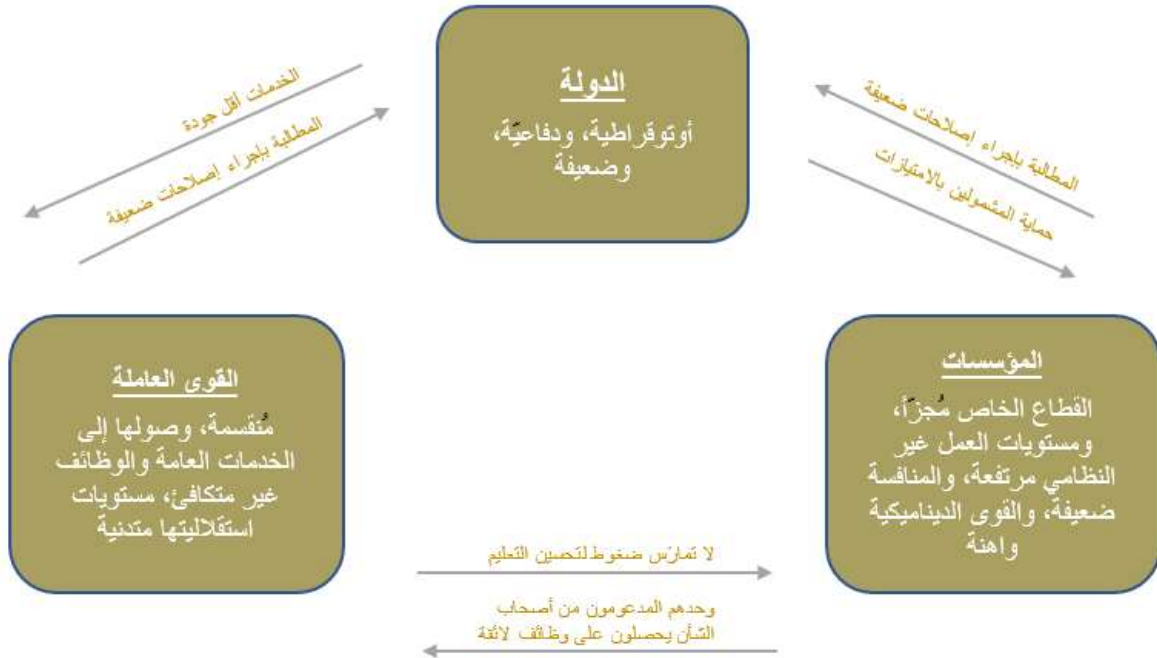 الدولة
أوتوقراطية، ودفاعيّة،
وضعيفة
المطالبة بإجراء إصلاحات ضعيفة
حماية المشمولين بالامتيازات
الخدمات أقل جودة
المطالبة بإجراء إصلاحات ضعيفة
المؤسسات
القطاع الخاص مُجزّأ،
ومستويات العمل غير
النظامي مرتفعة، والمنافسة
ضعيفة، والقوى الديناميكية
واهنة
القوى العاملة
مُنقسمة، وصولها إلى
الخدمات العامة والوظائف
غير متكافئ، مستويات
استقلاليتها متدنية
لا تمارَس ضغوط لتحسين التعليم
وحدهم المدعومون من أصحاب
الشأن يحصلون على وظائف لائقة